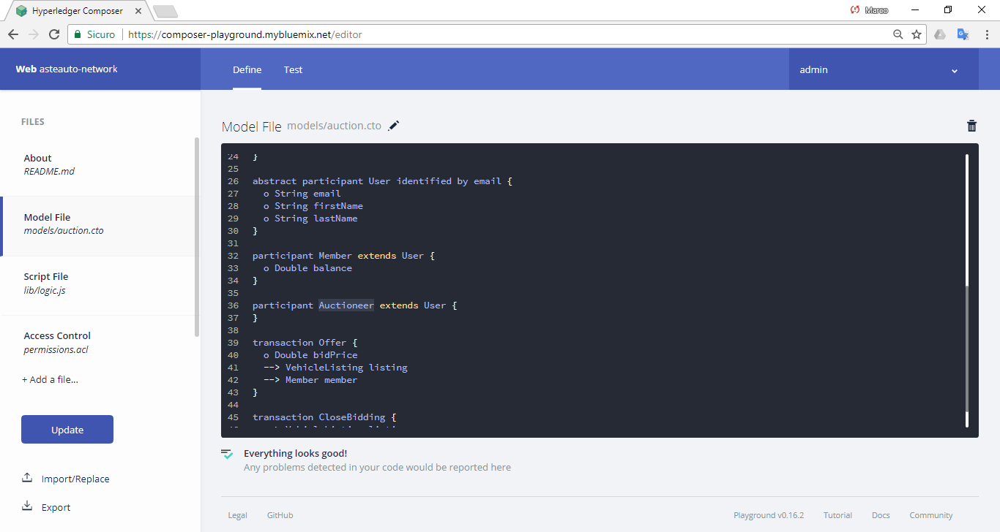 Hyperledger Composer
Marco
Sicuro
https://composer-playground.mybluemix.net/editor
Web asteauto-network
Define
Test
admin
FILES
About
README.md
Model File
models/auction.cto
Script File
lib/logic.js
Access Control
permissions.acl
+ Add a file...
Update
Import/Replace
Export
Model File models/auction.cto
24 }
25
26 abstract participant User identified by email {
27   o String email
28   o String firstName
29   o String lastName
30 }
31
32 participant Member extends User {
33   o Double balance
34 }
35
36 participant Auctioneer extends User {
37 }
38
39 transaction Offer {
40   o Double bidPrice
41   --> VehicleListing listing
42   --> Member member
43 }
44
45 transaction CloseBidding {
Everything looks good!
Any problems detected in your code would be reported here
Legal
GitHub
Playground v0.16.2
Tutorial
Docs
Community